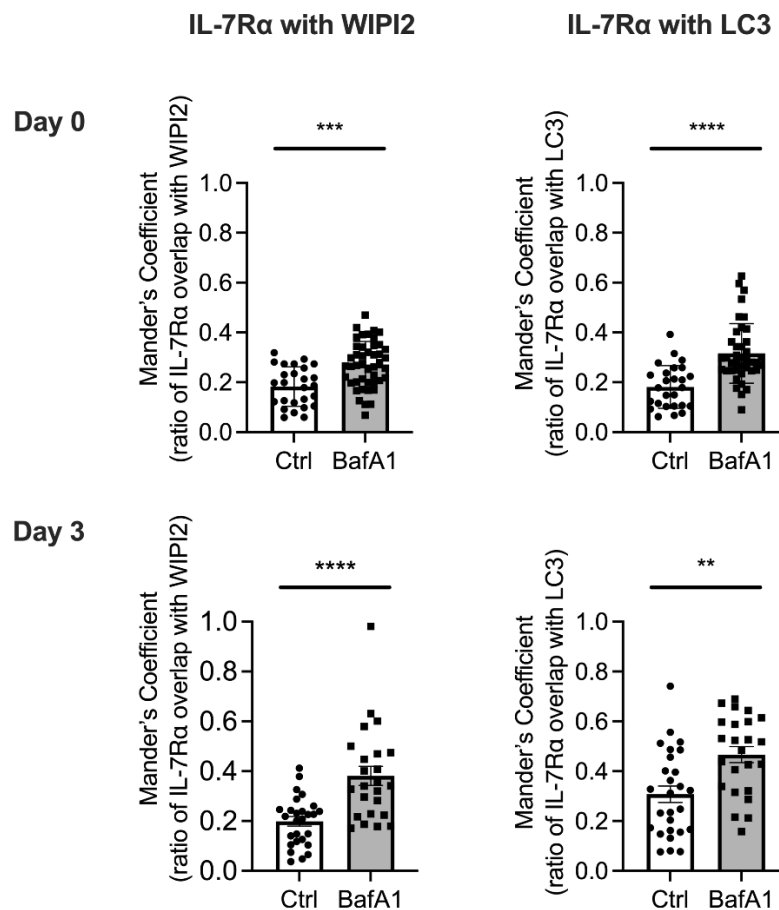 IL-7Rα with WIPI2
IL-7Rα with LC3
Day 0
Mander's Coefficient
(ratio of IL-7Rα overlap with WIPI2)
***
1.0
0.8
0.6
0.4
0.2
0.0
Ctrl BafA1
Mander's Coefficient
(ratio of IL-7Rα overlap with LC3)
****
1.0
0.8
0.6
0.4
0.2
0.0
Ctrl BafA1
Day 3
Mander's Coefficient
(ratio of IL-7Rα overlap with WIPI2)
****
1.0
0.8
0.6
0.4
0.2
0.0
Ctrl BafA1
Mander's Coefficient
(ratio of IL-7Rα overlap with LC3)
**
1.0
0.8
0.6
0.4
0.2
0.0
Ctrl BafA1